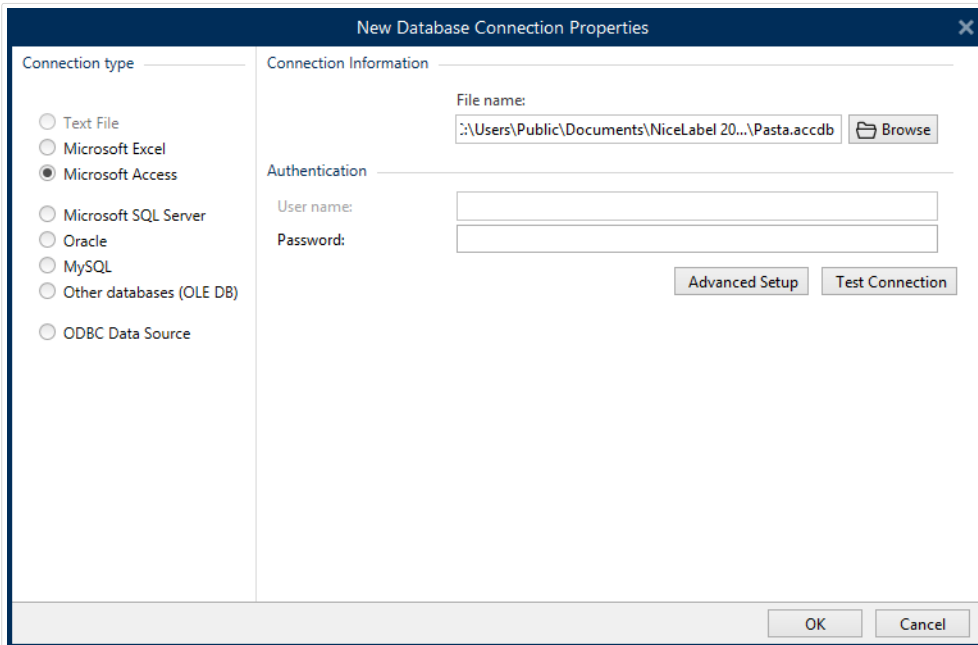 New Database Connection Properties
Connection type
Text File
Microsoft Excel
Microsoft Access
Microsoft SQL Server
Oracle
MySQL
Other databases (OLE DB)
ODBC Data Source
Connection Information
File name:
:\Users\Public\Documents\NiceLabel 20...\Pasta.accdb
Browse
Authentication
User name:
Password:
Advanced Setup
Test Connection
OK
Cancel